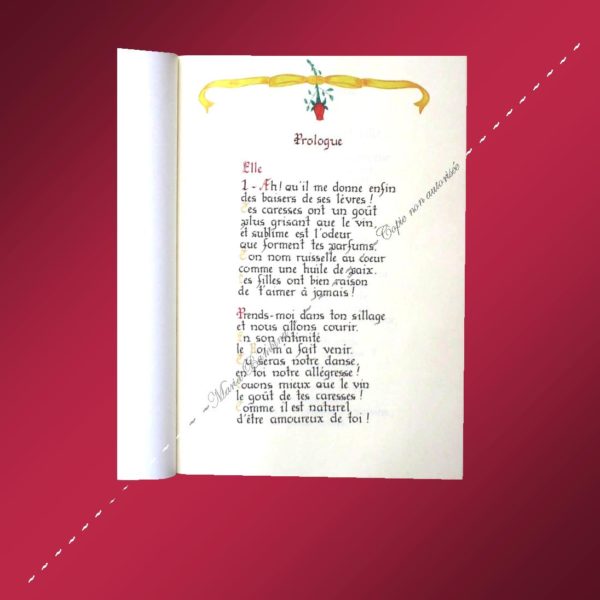 Prologue
Elle
1 - Ah! qu'il me donne enfin
des baisers de ses lèvres !
Tes caresses ont un goût
plus grisant que le vin,
et sublime est l'odeur
que forment tes parfums.
Ton nom ruisselle au coeur
comme une huile de paix.
Les filles ont bien raison
de t'aimer à jamais !
Prends-moi dans ton sillage
et nous allons courir.
En son intimité
le Roi m'a fait venir.
Tu seras notre danse,
en toi notre allégresse !
Louons mieux que le vin
le goût de tes caresses !
Comme il est naturel
d'être amoureux de toi !
Copie non autorisée